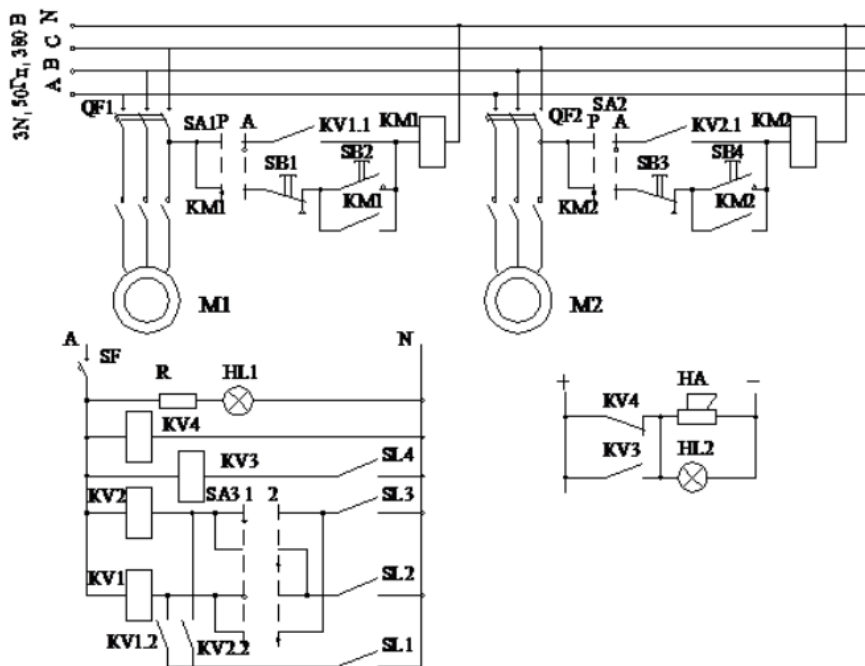 3N, 50Гц, 380 В
A B C N
QF1
SA1 P A
KV1.1
KM1
SB1
SB2
KM1
KM1
QF2
SA2
P A
KV2.1
KM2
SB3
SB4
KM2
KM2
M1
M2
A
SF
N
R
HL1
KV4
KV3
SL4
KV2
SA3 1 2
SL3
KV1
SL2
KV1.2
KV2.2
SL1
+
−
HA
KV4
KV3
HL2